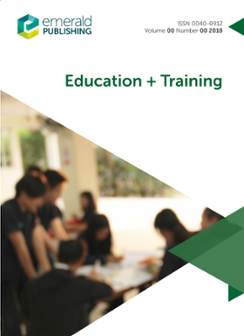 emerald
PUBLISHING
ISSN 0040-0912
Volume 00 Number 00 2018
Education + Training